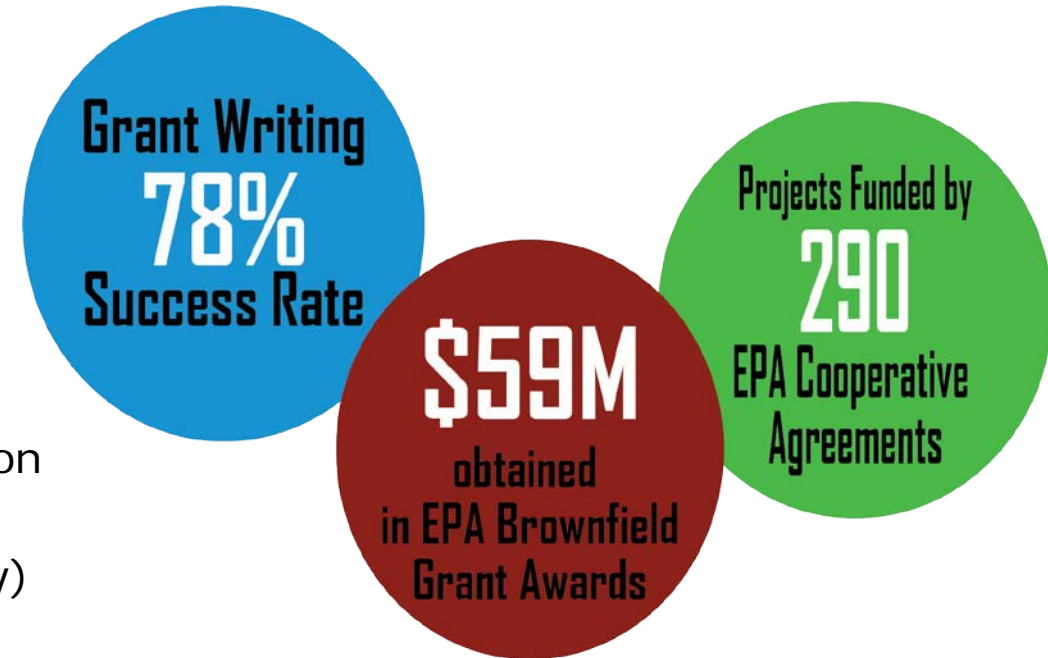 Grant Writing
78%
Success Rate
$59M
obtained
in EPA Brownfield
Grant Awards
Projects Funded by
290
EPA Cooperative
Agreements
on
y)